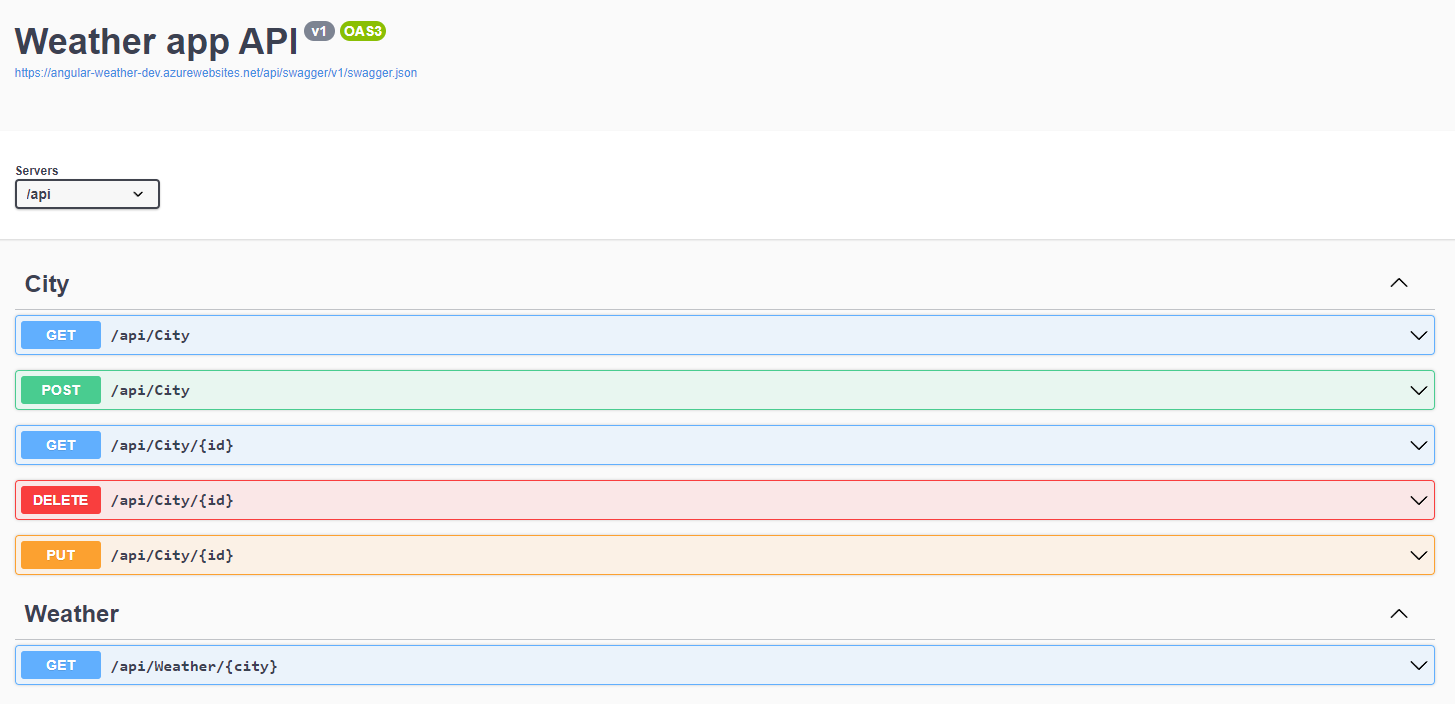 Weather app API v1 OAS3
https://angular-weather-dev.azurewebsites.net/api/swagger/v1/swagger.json
Servers
/api
City
GET /api/City
POST /api/City
GET /api/City/{id}
DELETE /api/City/{id}
PUT /api/City/{id}
Weather
GET /api/Weather/{city}